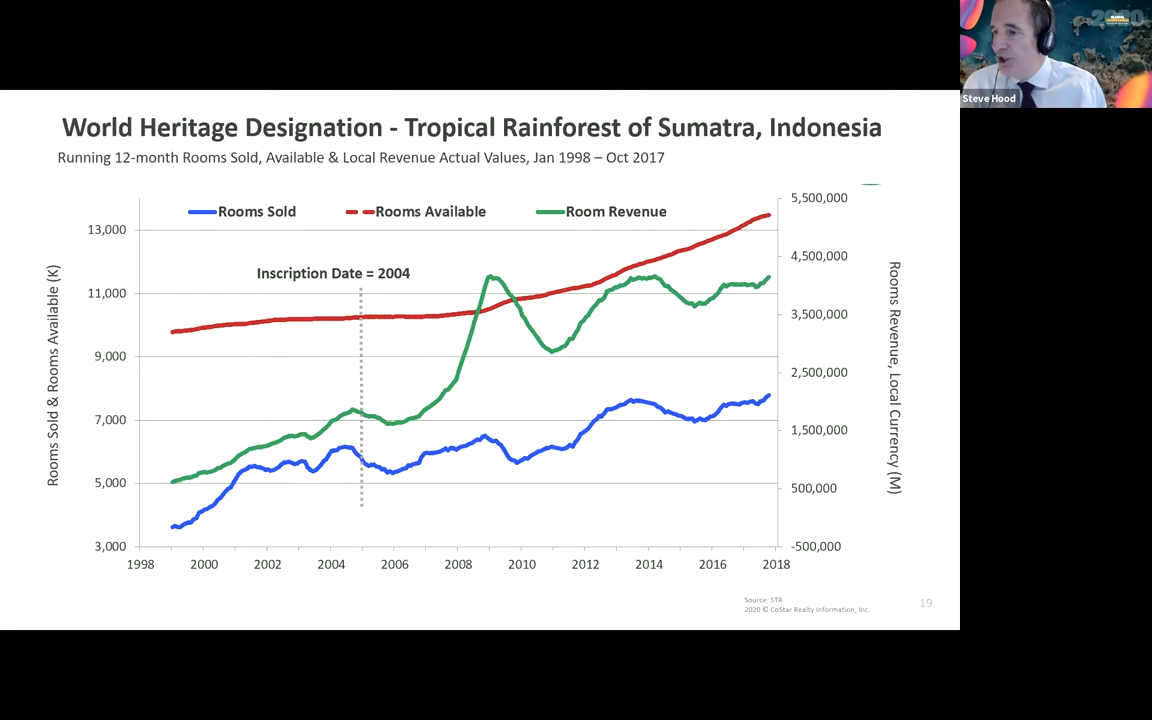 2020
GLOBAL
Steve Hood
World Heritage Designation - Tropical Rainforest of Sumatra, Indonesia
Running 12-month Rooms Sold, Available & Local Revenue Actual Values, Jan 1998 – Oct 2017
Rooms Sold
Rooms Available
Room Revenue
Inscription Date = 2004
Rooms Sold & Rooms Available (K)
13,000
11,000
9,000
7,000
5,000
3,000
5,500,000
4,500,000
3,500,000
2,500,000
1,500,000
500,000
-500,000
Rooms Revenue, Local Currency (M)
1998 2000 2002 2004 2006 2008 2010 2012 2014 2016 2018
Source: STR
2020 © CoStar Realty Information, Inc.
19